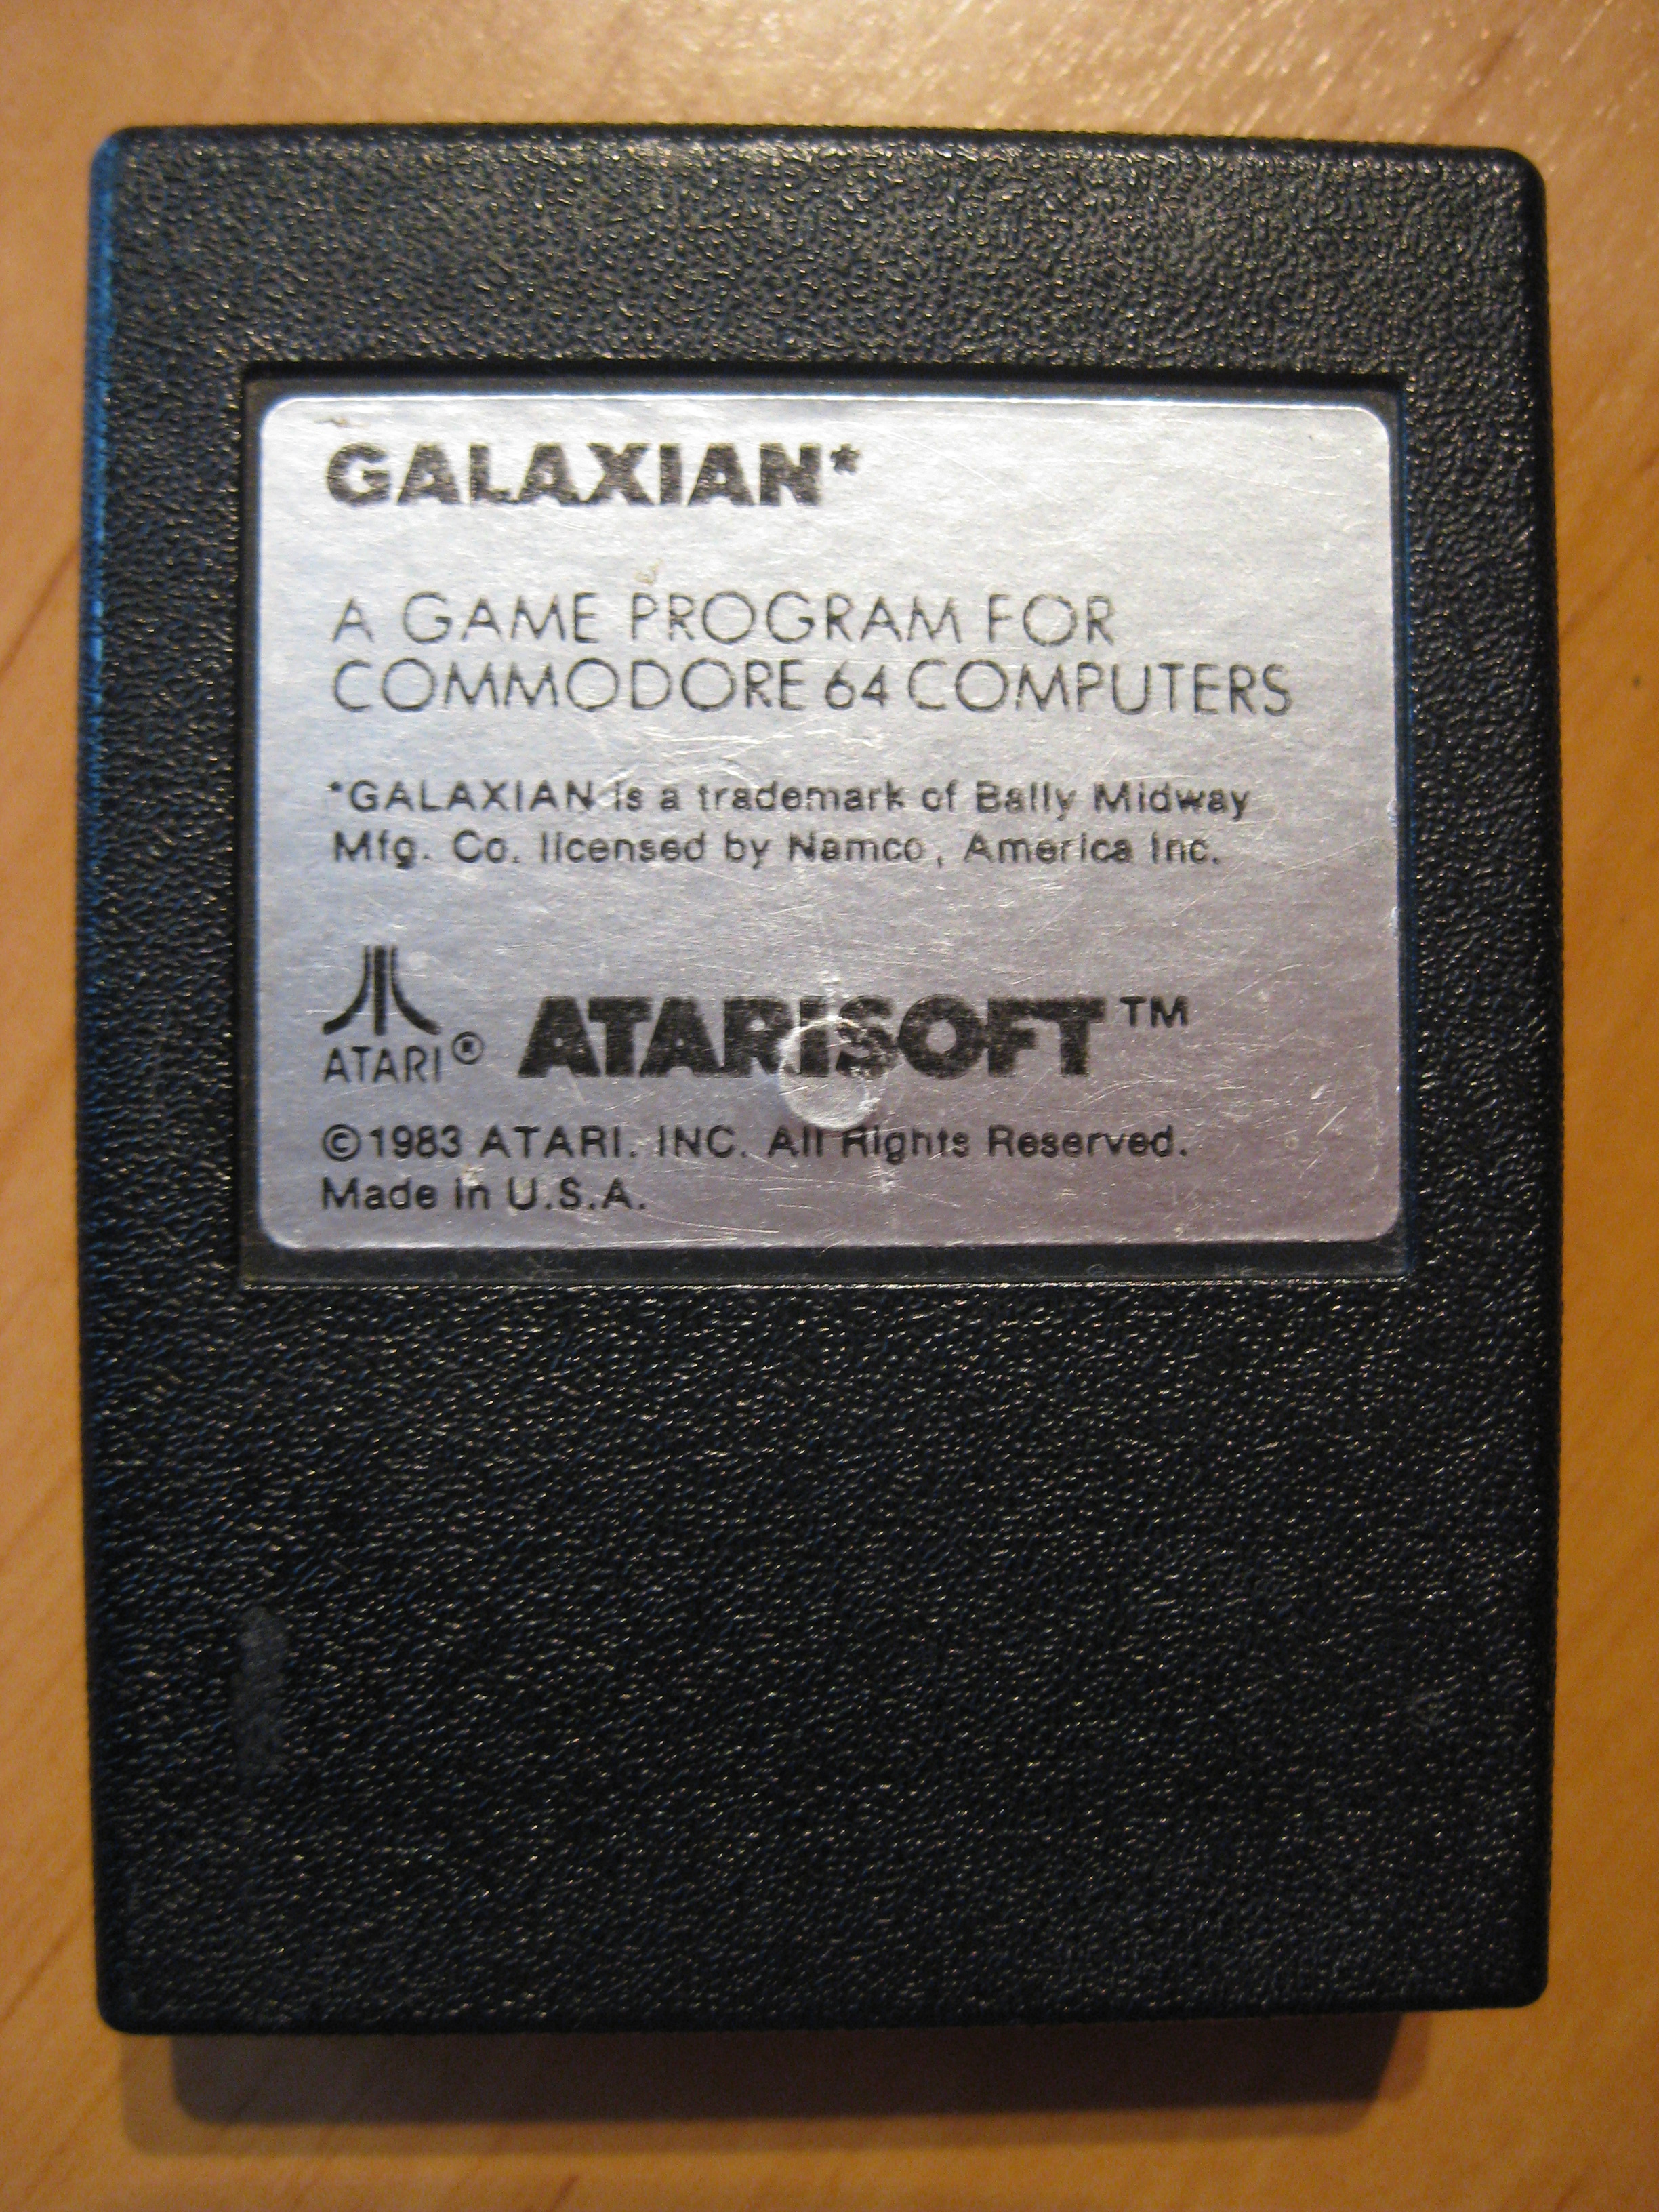 GALAXIAN*
A GAME PROGRAM FOR
COMMODORE 64 COMPUTERS
*GALAXIAN is a trademark of Bally Midway
Mfg. Co. licensed by Namco, America Inc.
ATARI® ATARISOFT™
©1983 ATARI. INC. All Rights Reserved.
Made in U.S.A.